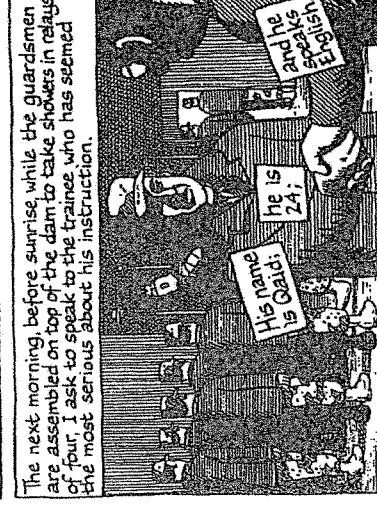 The next morning, before sunrise, while the guardsmen
are assembled on top of the dam to take showers in relays
of four, I ask to speak to the trainee who has seemed
the most serious about his instruction.
His name
is Qaid;
he is
24;
and he
speaks
English